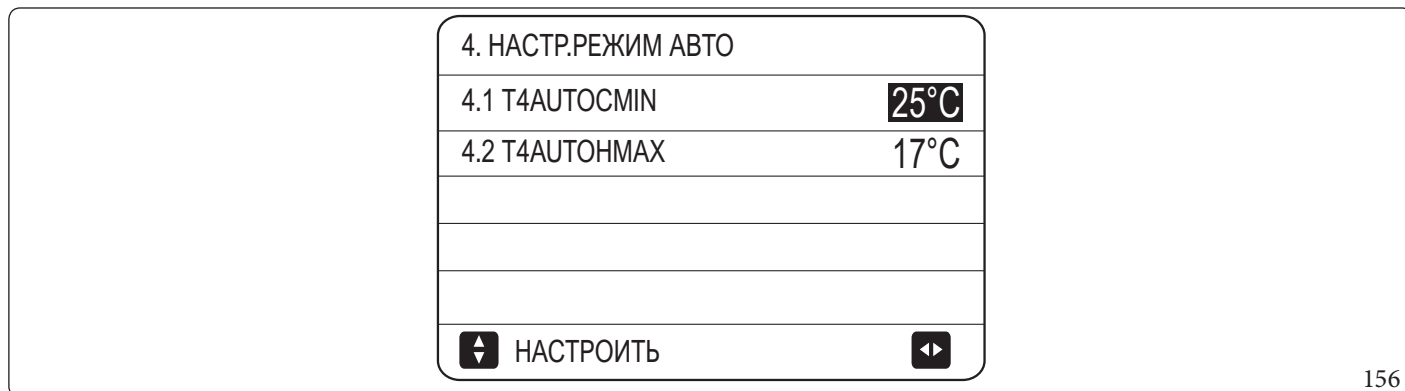 4. НАСТР.РЕЖИМ АВТО
4.1 T4AUTOCMIN 25°C
4.2 T4AUTOHMAX 17°C
НАСТРОИТЬ
156